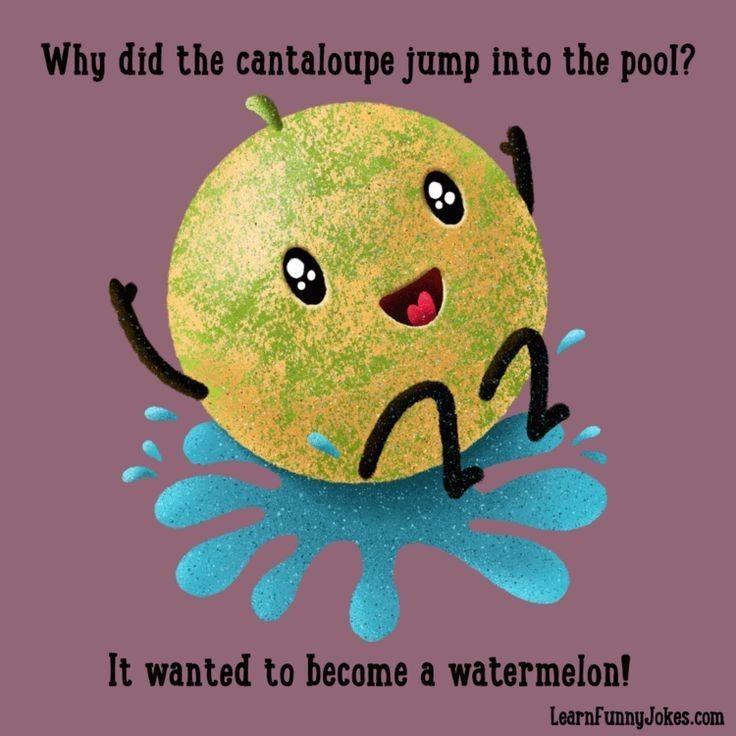 Why did the cantaloupe jump into the pool?
It wanted to become a watermelon!
LearnFunnyJokes.com